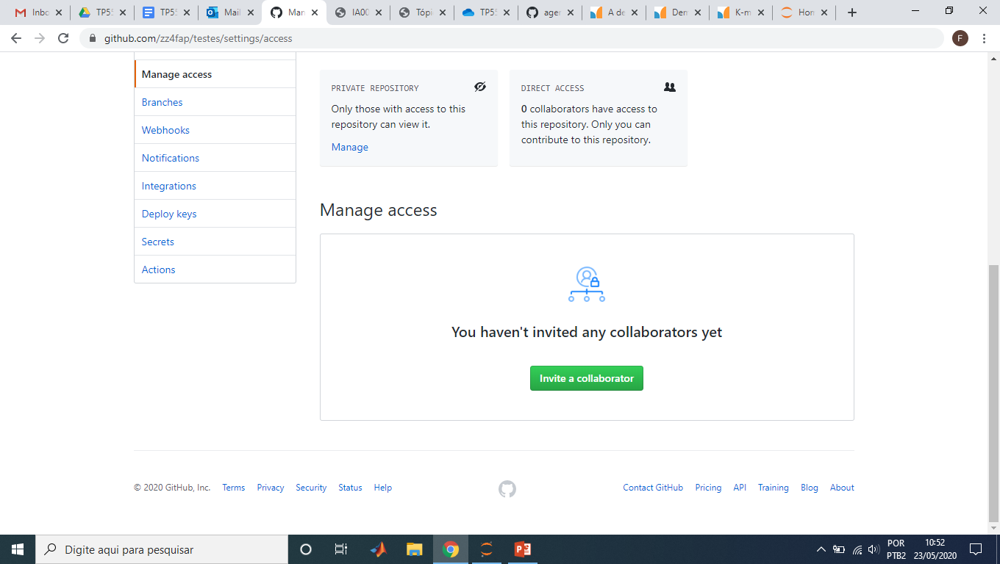 Inbo
TP55
TP55
Mail
Man
IA00
Tópi
TP55
ager
A de
Den
K-m
Hon
github.com/zz4fap/testes/settings/access
F
Manage access
Branches
Webhooks
Notifications
Integrations
Deploy keys
Secrets
Actions
PRIVATE REPOSITORY
Only those with access to this
repository can view it.
Manage
DIRECT ACCESS
0 collaborators have access to
this repository. Only you can
contribute to this repository.
Manage access
You haven't invited any collaborators yet
Invite a collaborator
© 2020 GitHub, Inc. Terms Privacy Security Status Help
Contact GitHub Pricing API Training Blog About
Digite aqui para pesquisar
POR
PTB2
10:52
23/05/2020